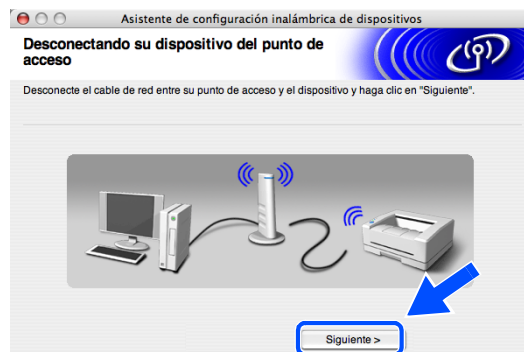 Asistente de configuración inalámbrica de dispositivos
Desconectando su dispositivo del punto de
acceso
Desconecte el cable de red entre su punto de acceso y el dispositivo y haga clic en "Siguiente".
Siguiente >